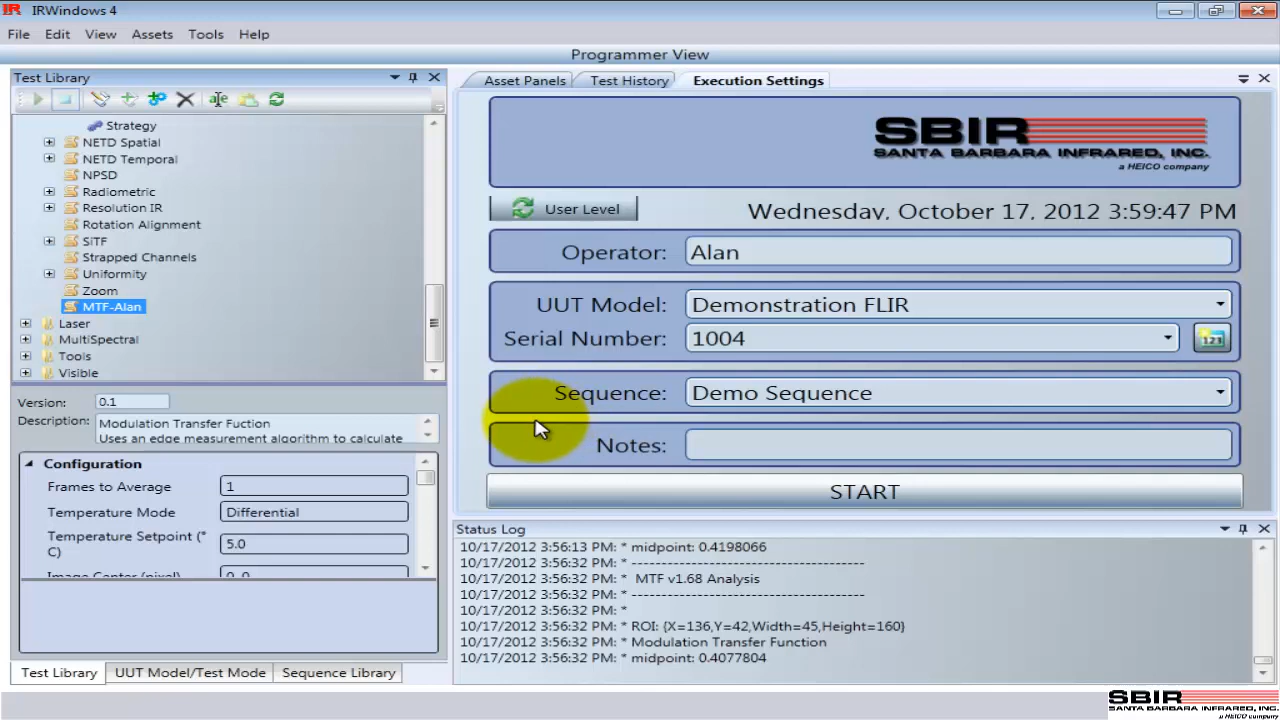 IRWindows 4
File Edit View Assets Tools Help
Programmer View
Test Library
Strategy
NETD Spatial
NETD Temporal
NPSD
Radiometric
Resolution IR
Rotation Alignment
SiTF
Strapped Channels
Uniformity
Zoom
MTF-Alan
Laser
MultiSpectral
Tools
Visible
Version: 0.1
Description: Modulation Transfer Fuction
Uses an edge measurement algorithm to calculate
Configuration
Frames to Average 1
Temperature Mode Differential
Temperature Setpoint (°
C) 5.0
Image Center (pixel) 0, 0
Test Library UUT Model/Test Mode Sequence Library
Asset Panels Test History Execution Settings
SBIR
SANTA BARBARA INFRARED, INC.
a HEICO company
User Level Wednesday, October 17, 2012 3:59:47 PM
Operator: Alan
UUT Model: Demonstration FLIR
Serial Number: 1004 123
Sequence: Demo Sequence
Notes:
START
Status Log
10/17/2012 3:56:13 PM: * midpoint: 0.4198066
10/17/2012 3:56:32 PM: * ---------------------------------------
10/17/2012 3:56:32 PM: *  MTF v1.68 Analysis
10/17/2012 3:56:32 PM: * ---------------------------------------
10/17/2012 3:56:32 PM: *
10/17/2012 3:56:32 PM: * ROI: {X=136,Y=42,Width=45,Height=160}
10/17/2012 3:56:32 PM: * Modulation Transfer Function
10/17/2012 3:56:32 PM: * midpoint: 0.4077804
SBIR
SANTA BARBARA INFRARED, INC.
a HEICO company